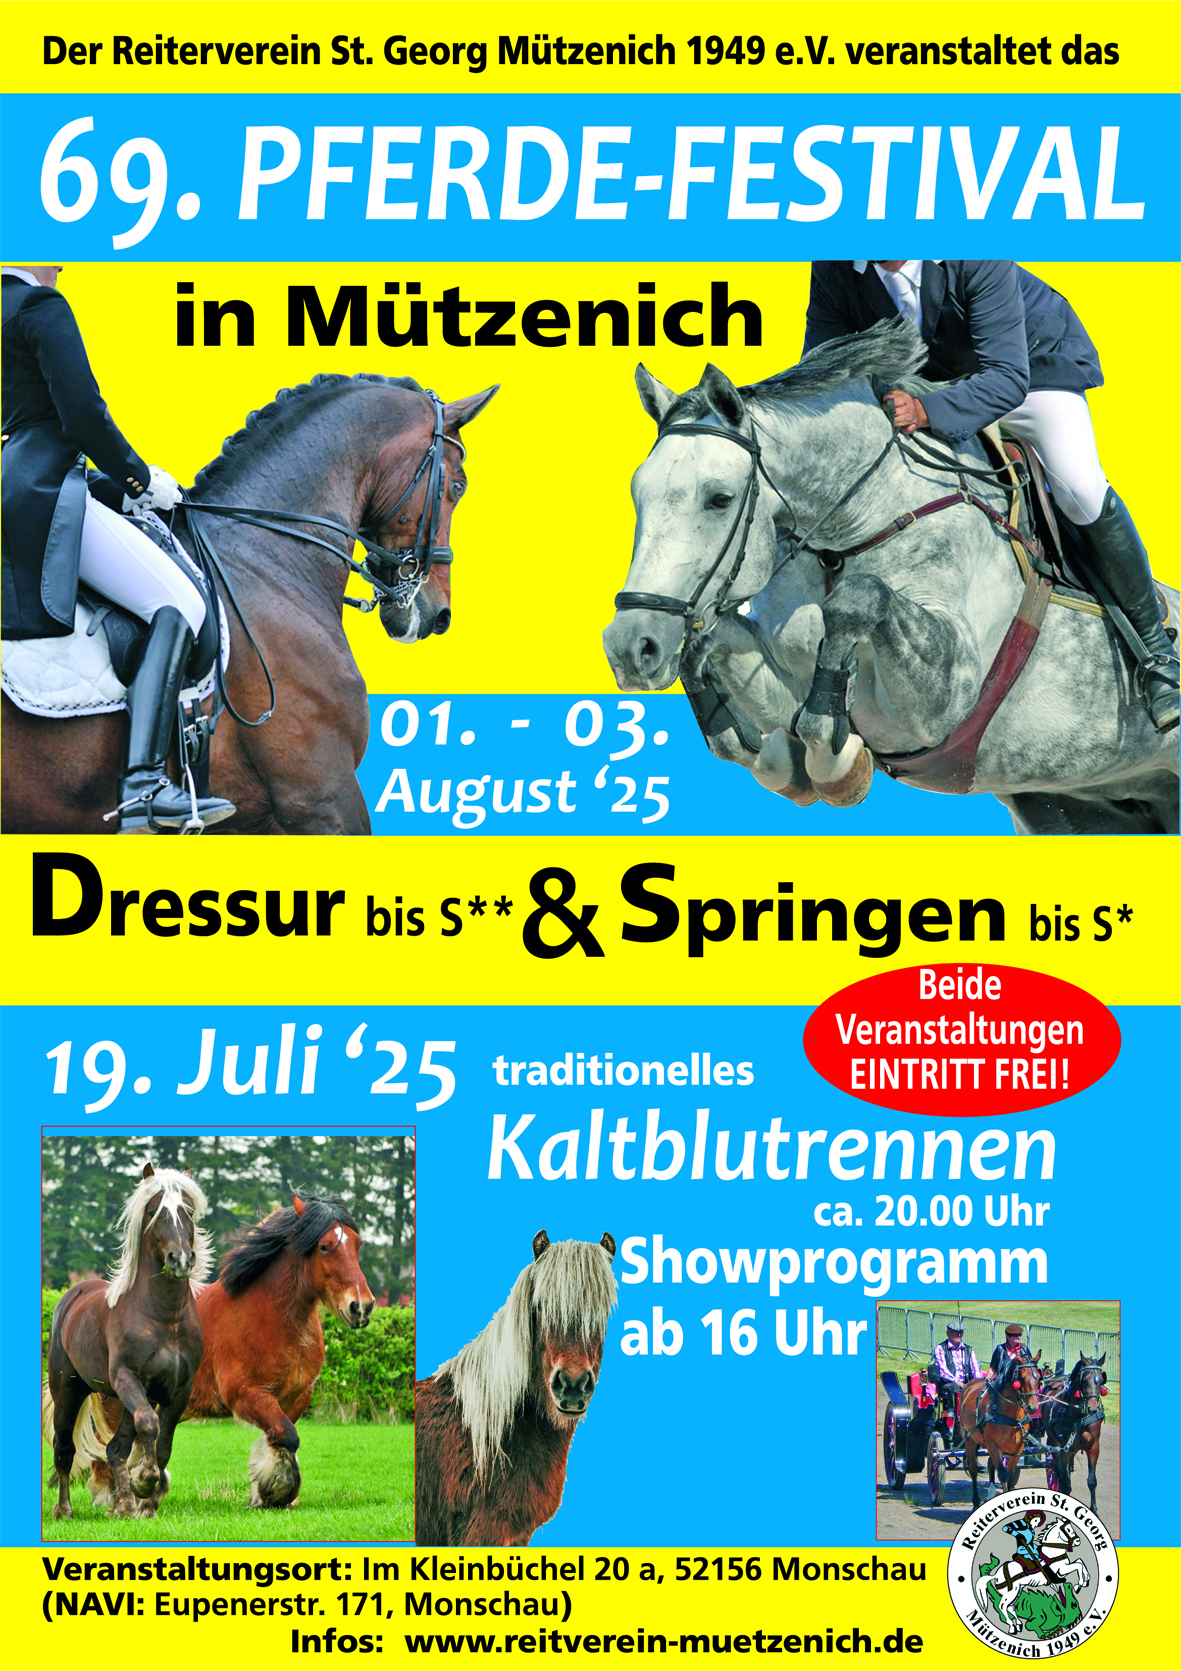 Der Reiterverein St. Georg Mützenich 1949 e.V. veranstaltet das
69. PFERDE-FESTIVAL
in Mützenich
01. - 03.
August ‘25
Dressur bis S** & Springen bis S*
Beide
Veranstaltungen
EINTRITT FREI!
19. Juli ‘25
traditionelles
Kaltblutrennen
ca. 20.00 Uhr
Showprogramm
ab 16 Uhr
Veranstaltungsort: Im Kleinbüchel 20 a, 52156 Monschau
(NAVI: Eupenerstr. 171, Monschau)
Infos: www.reitverein-muetzenich.de
Reiterverein St. Georg
Mützenich 1949 e.V.